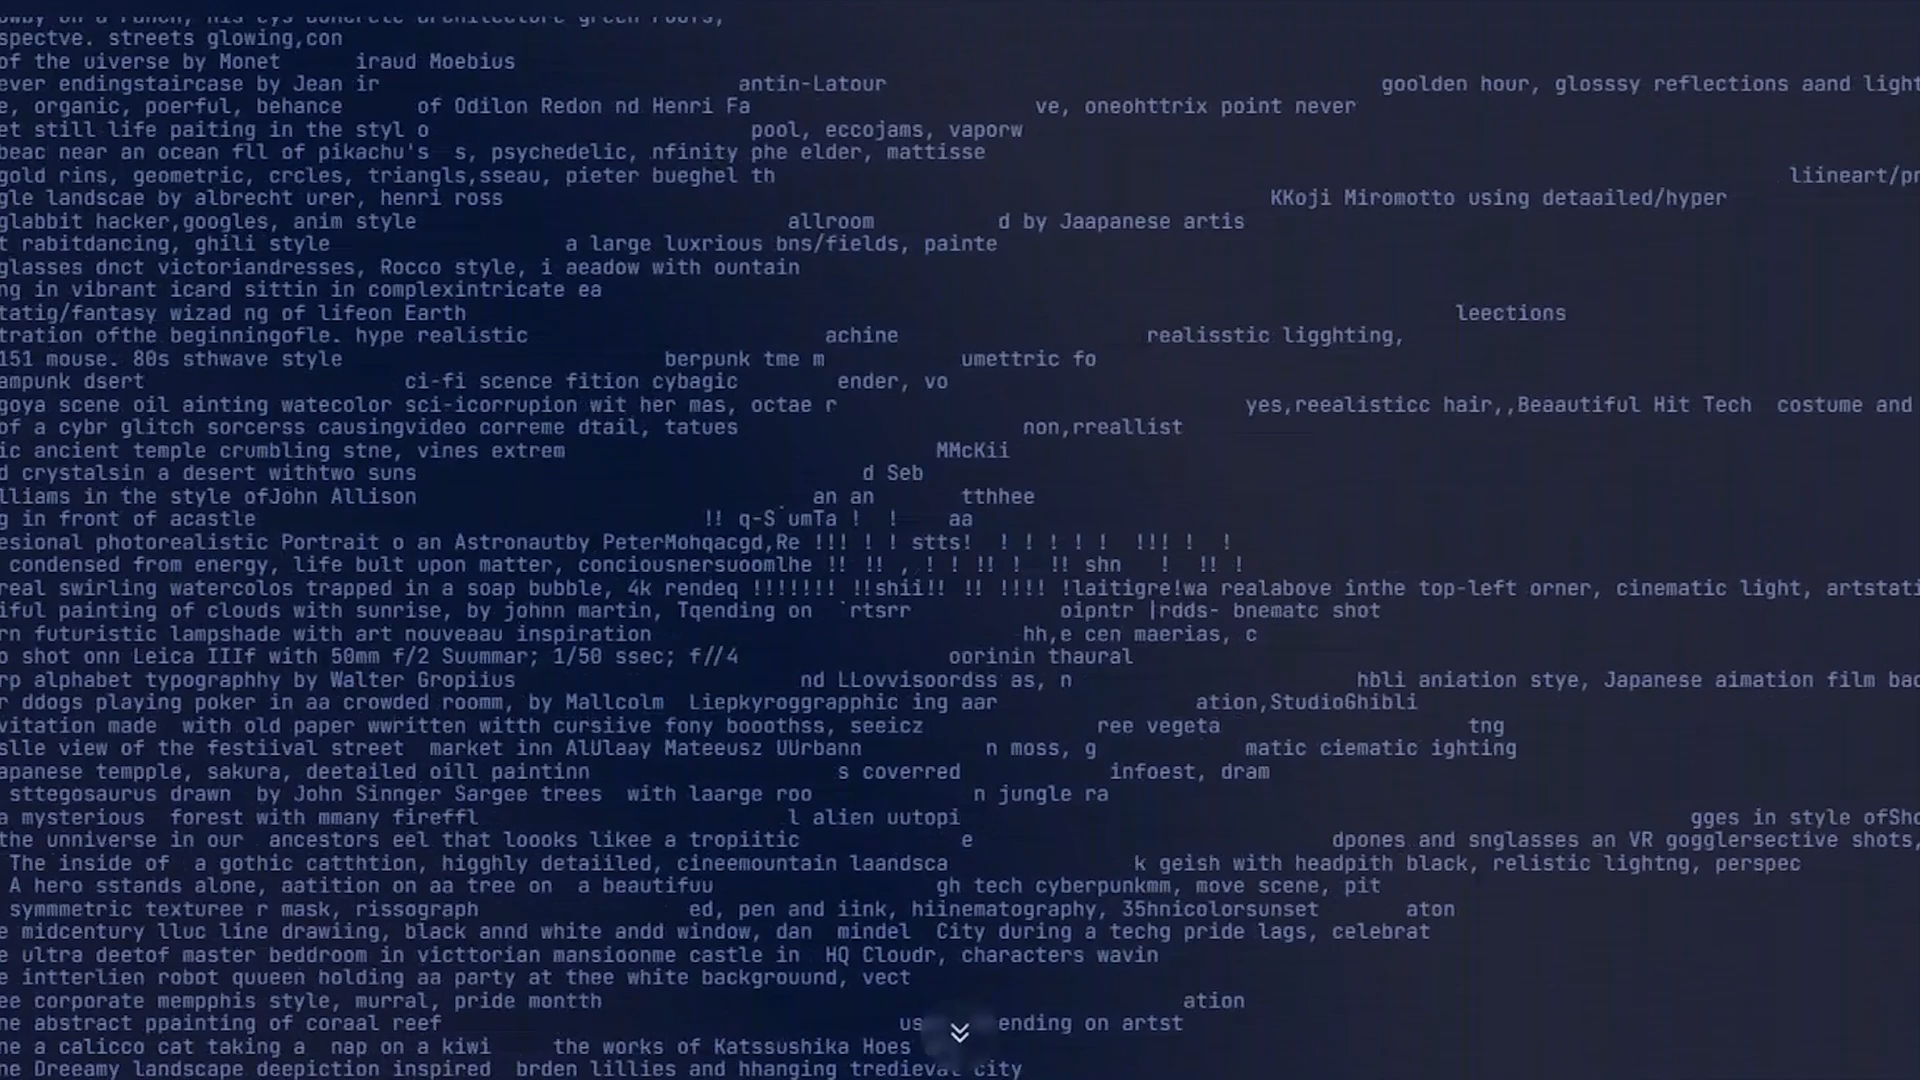 owby on a ranch, his eys concrete architecture green roofs,
spectve. streets glowing,con
of the uiverse by Monet iraud Moebius
ever endingstaircase by Jean ir antin-Latour goolden hour, glosssy reflections aand light
e, organic, poerful, behance of Odilon Redon nd Henri Fa ve, oneohttrix point never
et still life paiting in the styl o pool, eccojams, vaporw
beac near an ocean fll of pikachu's s, psychedelic, nfinity phe elder, mattisse
gold rins, geometric, crcles, triangls,sseau, pieter bueghel th liineart/pr
gle landscae by albrecht urer, henri ross KKoji Miromotto using detaailed/hyper
glabbit hacker,googles, anim style allroom d by Jaapanese artis
t rabitdancing, ghili style a large luxrious bns/fields, painte
glasses dnct victoriandresses, Rocco style, i aeadow with ountain
ng in vibrant icard sittin in complexintricate ea
tatig/fantasy wizad ng of lifeon Earth leections
tration ofthe beginningofle. hype realistic achine realisstic ligghting,
151 mouse. 80s sthwave style berpunk tme m umettric fo
ampunk dsert ci-fi scence fition cybagic ender, vo
goya scene oil ainting watecolor sci-icorrupion wit her mas, octae r yes,reealisticc hair,,Beaautiful Hit Tech costume and
of a cybr glitch sorcerss causingvideo correme dtail, tatues non,rreallist
ic ancient temple crumbling stne, vines extrem MMcKii
d crystalsin a desert withtwo suns d Seb
lliams in the style ofJohn Allison an an tthhee
g in front of acastle !! q-S`umTa ! ! aa
esional photorealistic Portrait o an Astronautby PeterMohqacgd,Re !!! ! ! stts! ! ! ! ! ! !!! ! !
condensed from energy, life bult upon matter, conciousnersuoomlhe !! !! , ! ! !! ! !! shn ! !! !
real swirling watercolos trapped in a soap bubble, 4k rendeq !!!!!!! !!shii!! !! !!!! !laitigre!wa realabove inthe top-left orner, cinematic light, artstati
iful painting of clouds with sunrise, by johnn martin, Tqending on `rtsrr oipntr |rdds- bnematc shot
rn futuristic lampshade with art nouveaau inspiration hh,e cen maerias, c
o shot onn Leica IIIf with 50mm f/2 Suummar; 1/50 ssec; f//4 oorinin thaural
rp alphabet typographhy by Walter Gropiius nd LLovvisoordss as, n hbli aniation stye, Japanese aimation film bac
r ddogs playing poker in aa crowded roomm, by Mallcolm Liepkyroggrapphic ing aar ation,StudioGhibli
vitation made with old paper wwritten witth cursiive fony booothss, seeicz ree vegeta tng
slle view of the festiival street market inn AlUlaay Mateeusz UUrbann n moss, g matic ciematic ighting
apanese tempple, sakura, deetailed oill paintinn s coverred infoest, dram
sttegosaurus drawn by John Sinnger Sargee trees with laarge roo n jungle ra
a mysterious forest with mmany fireffl l alien uutopi gges in style ofSho
the unniverse in our ancestors eel that loooks likee a tropiitic e dpones and snglasses an VR gogglersective shots,
The inside of a gothic catthtion, higghly detaiiled, cineemountain laandsca k geish with headpith black, relistic lightng, perspec
A hero sstands alone, aatition on aa tree on a beautifuu gh tech cyberpunkmm, move scene, pit
symmmetric texturee r mask, rissograph ed, pen and iink, hiinematography, 35hnicolorsunset aton
e midcentury lluc line drawiing, black annd white andd window, dan mindel City during a techg pride lags, celebrat
e ultra deetof master beddroom in victtorian mansioonme castle in HQ Cloudr, characters wavin
e intterlien robot quueen holding aa party at thee white backgrouund, vect
ee corporate mempphis style, murral, pride montth ation
ne abstract ppainting of coraal reef us ending on artst
ne a calicco cat taking a nap on a kiwi the works of Katssushika Hoes
ne Dreeamy landscape deepiction inspired brden lillies and hhanging tredieval city